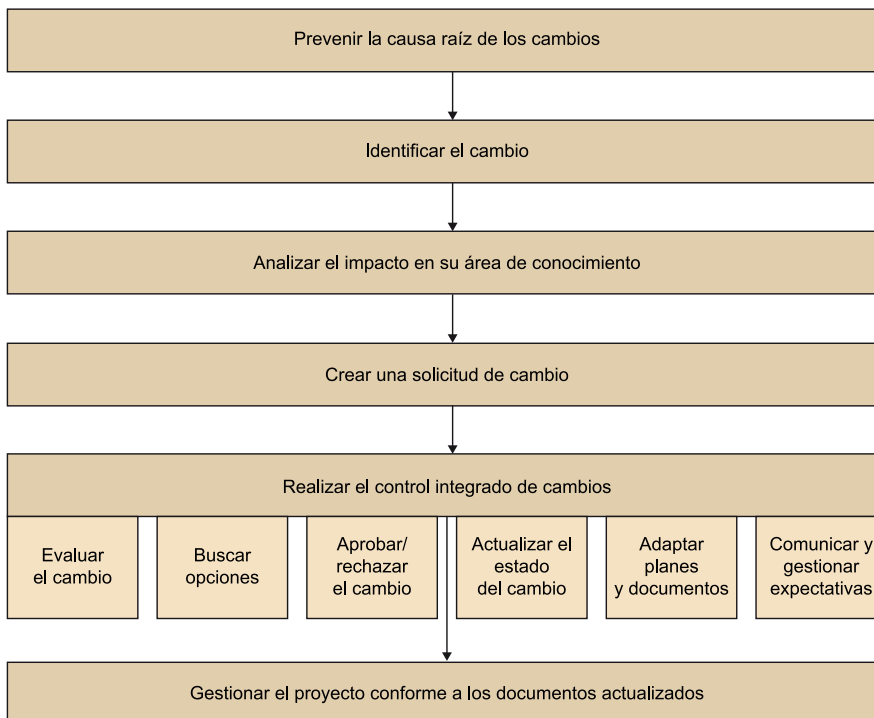 Prevenir la causa raíz de los cambios
Identificar el cambio
Analizar el impacto en su área de conocimiento
Crear una solicitud de cambio
Realizar el control integrado de cambios
Evaluar
el cambio
Buscar
opciones
Aprobar/
rechazar
el cambio
Actualizar el
estado
del cambio
Adaptar
planes
y documentos
Comunicar y
gestionar
expectativas
Gestionar el proyecto conforme a los documentos actualizados